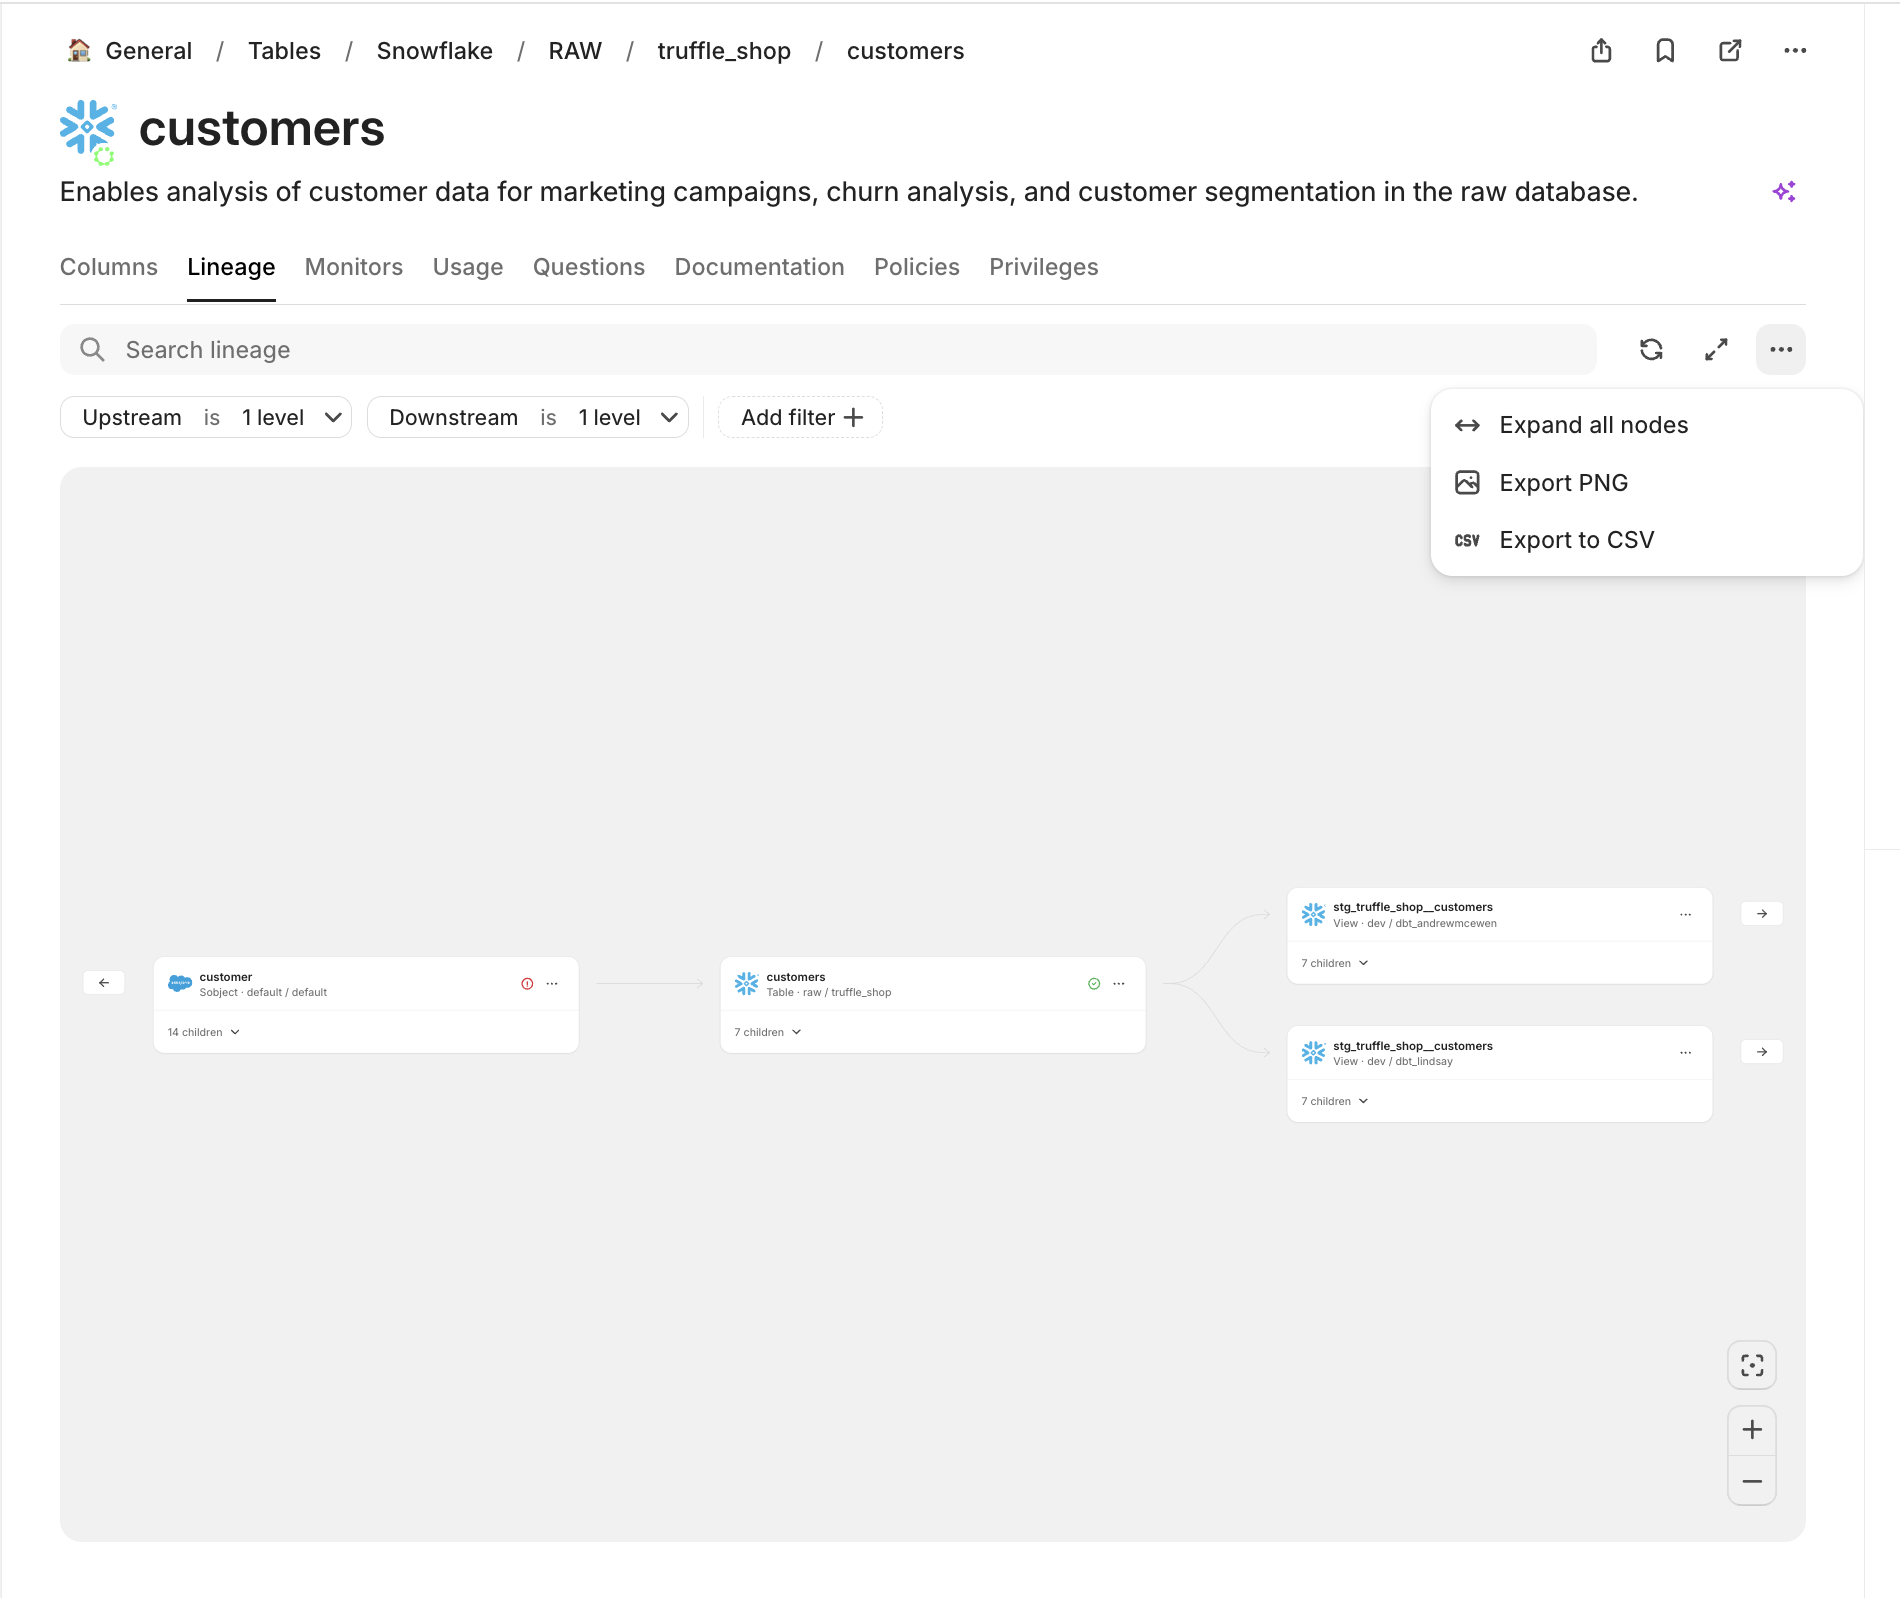 General / Tables / Snowflake / RAW / truffle_shop / customers
customers
Enables analysis of customer data for marketing campaigns, churn analysis, and customer segmentation in the raw database.
Columns Lineage Monitors Usage Questions Documentation Policies Privileges
Search lineage
Upstream is 1 level Downstream is 1 level Add filter
Expand all nodes
Export PNG
CSV Export to CSV
stg_truffle_shop__customers
View · dev / dbt_andrewmcewen
7 children
customer
Sobject · default / default
14 children
customers
Table · raw / truffle_shop
7 children
stg_truffle_shop__customers
View · dev / dbt_lindsay
7 children